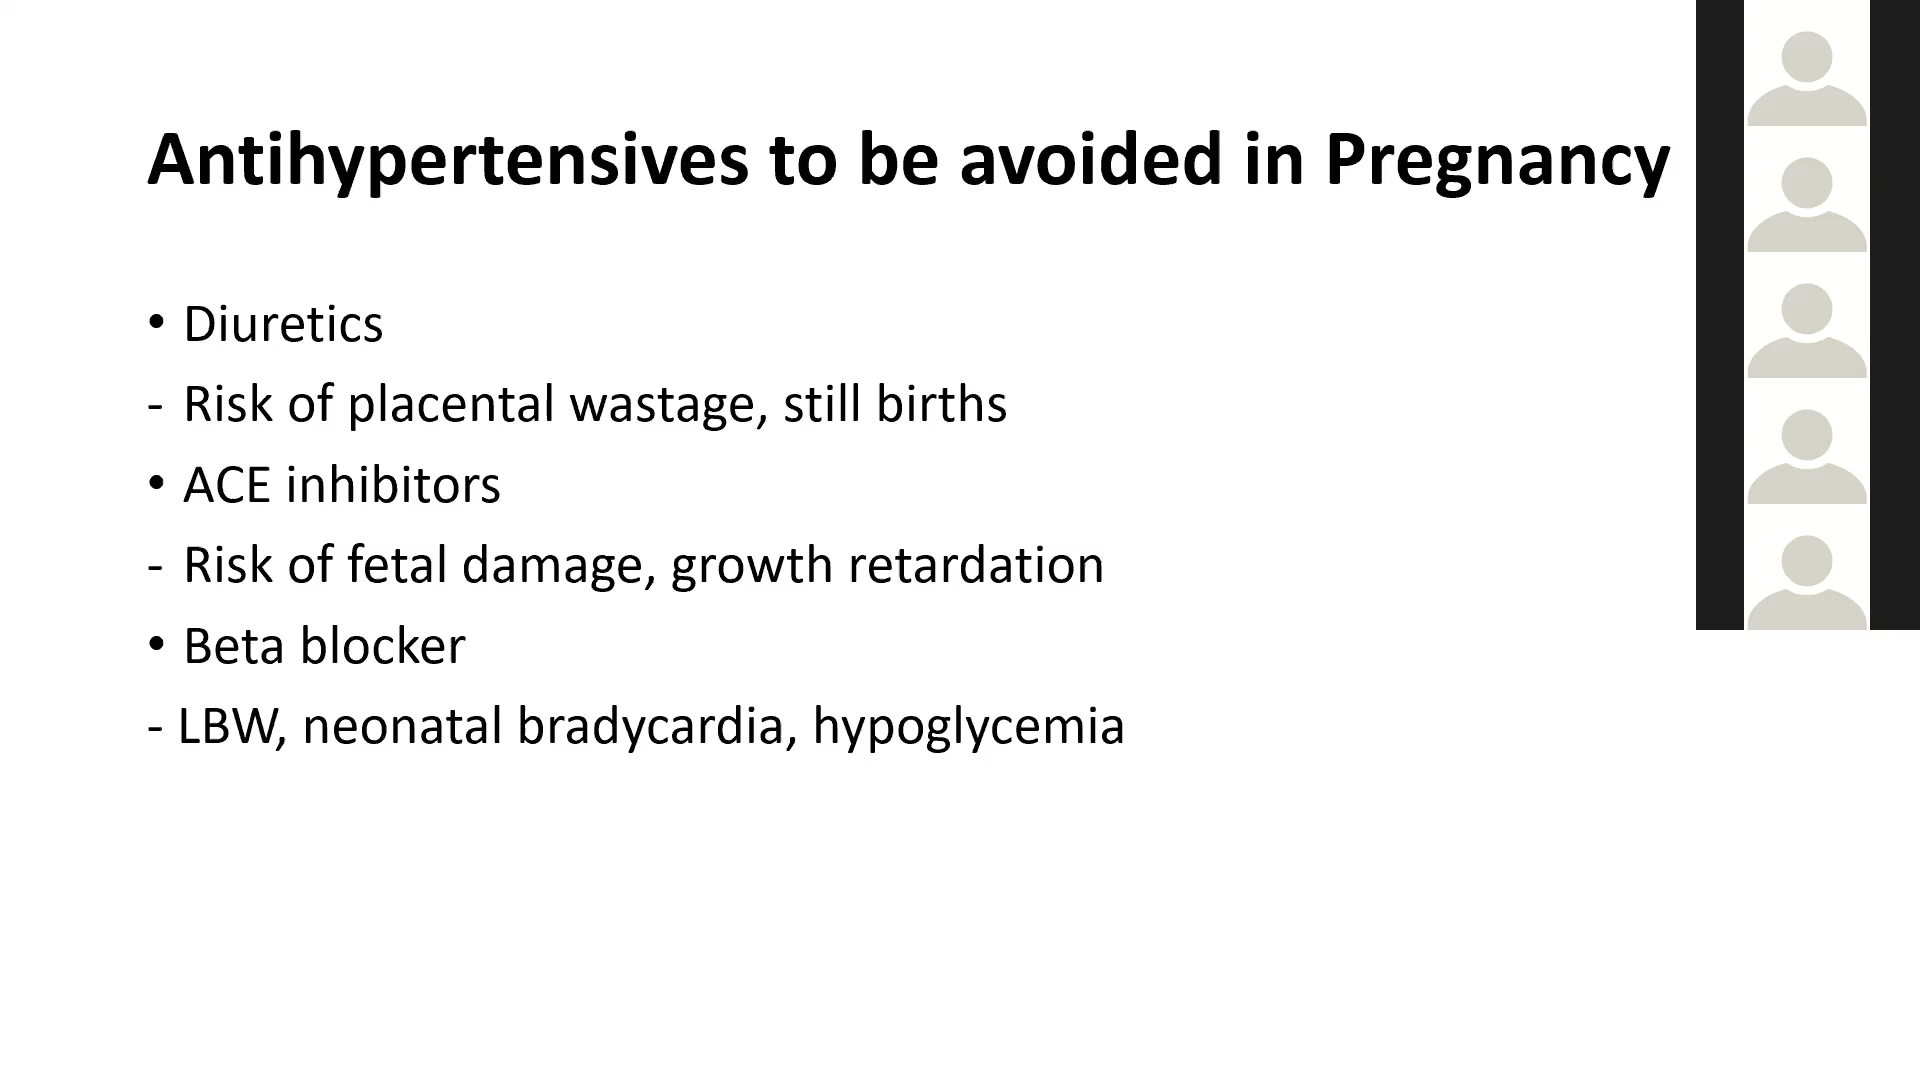 Antihypertensives to be avoided in Pregnancy
• Diuretics
- Risk of placental wastage, still births
• ACE inhibitors
- Risk of fetal damage, growth retardation
• Beta blocker
- LBW, neonatal bradycardia, hypoglycemia